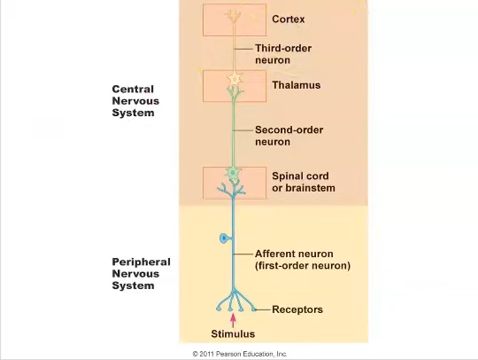 Cortex
Third-order
neuron
Thalamus
Central
Nervous
System
Second-order
neuron
Spinal cord
or brainstem
Afferent neuron
(first-order neuron)
Peripheral
Nervous
System
Receptors
Stimulus
© 2011 Pearson Education, Inc.